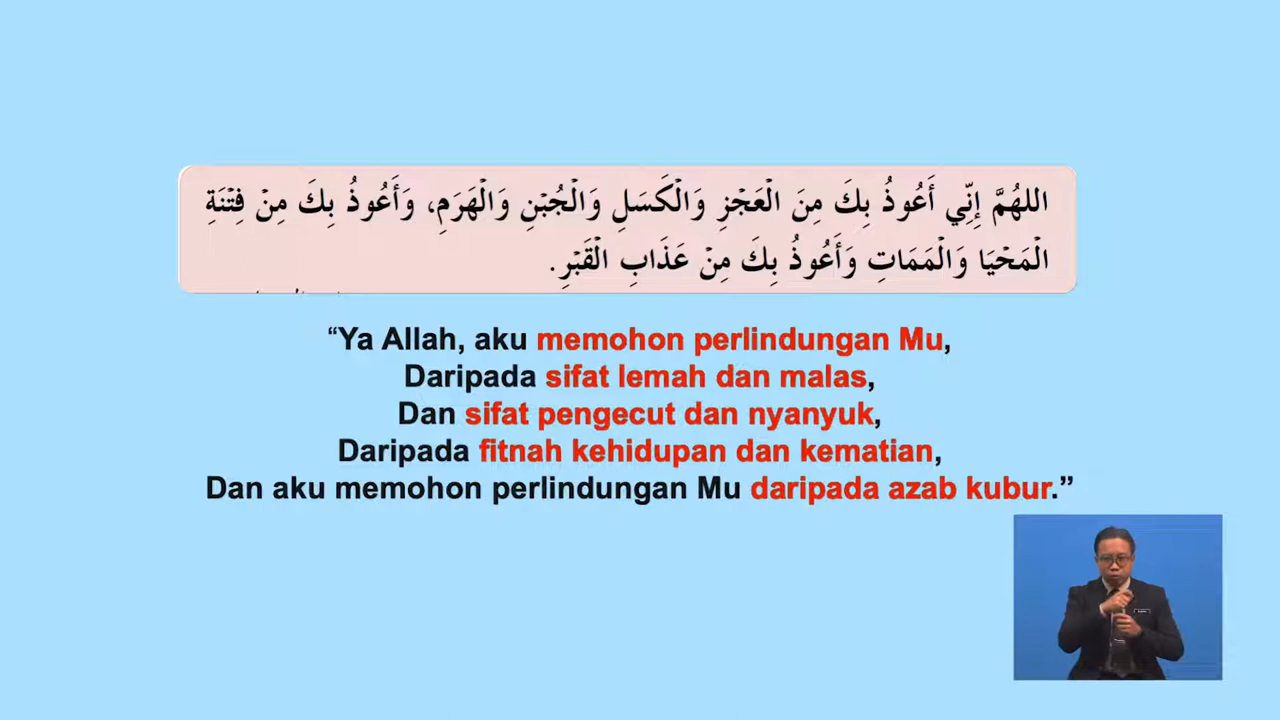 اللهُمَّ إِنِّي أَعُوذُ بِكَ مِنَ الْعَجْزِ وَالْكَسَلِ وَالْجُبْنِ وَالْهَرَمِ، وَأَعُوذُ بِكَ مِنْ فِتْنَةِ
الْمَحْيَا وَالْمَمَاتِ وَأَعُوذُ بِكَ مِنْ عَذَابِ الْقَبْرِ.
“Ya Allah, aku memohon perlindungan Mu,
Daripada sifat lemah dan malas,
Dan sifat pengecut dan nyanyuk,
Daripada fitnah kehidupan dan kematian,
Dan aku memohon perlindungan Mu daripada azab kubur.”